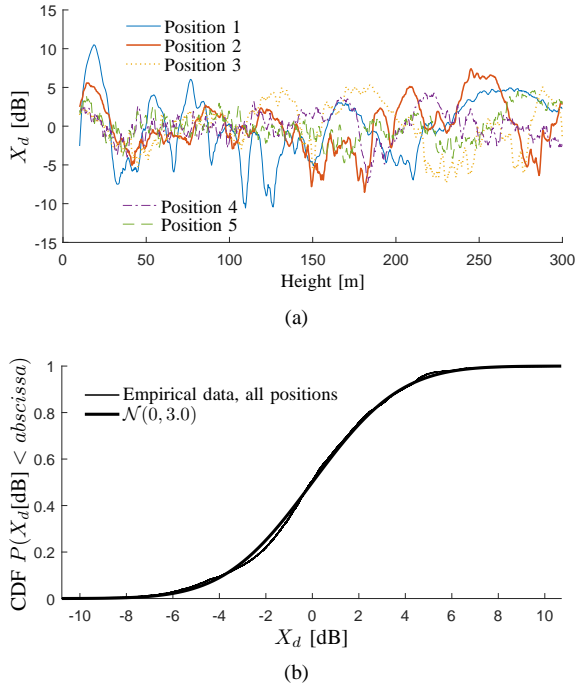 15
10
5
0
-5
-10
-15
X_d [dB]
Position 1
Position 2
Position 3
Position 4
Position 5
0 50 100 150 200 250 300
Height [m]
(a)
1
0.8
0.6
0.4
0.2
0
CDF P(X_d[dB] < abscissa)
Empirical data, all positions
𝒩(0, 3.0)
-10 -8 -6 -4 -2 0 2 4 6 8 10
X_d [dB]
(b)